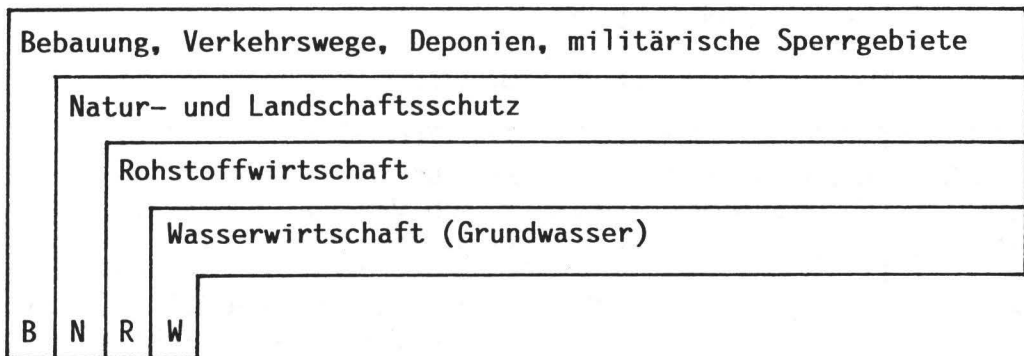 Bebauung, Verkehrswege, Deponien, militärische Sperrgebiete
Natur- und Landschaftsschutz
Rohstoffwirtschaft
Wasserwirtschaft (Grundwasser)
B N R W